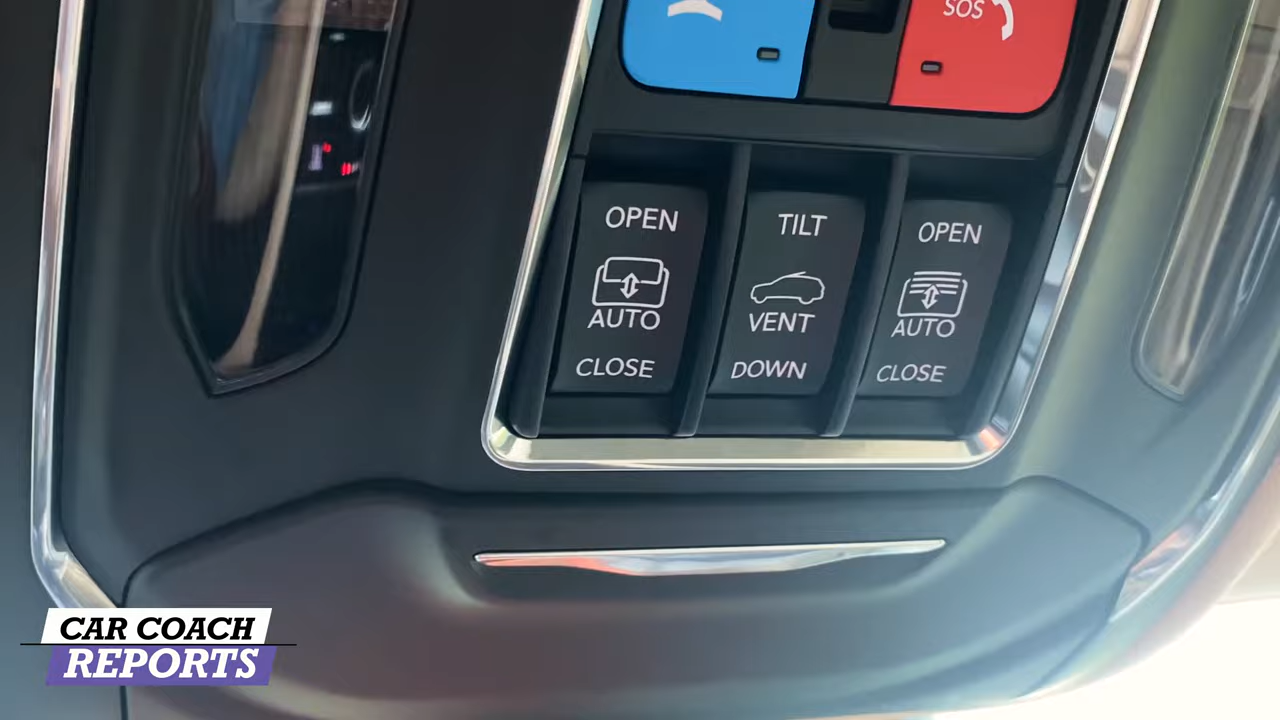 SOS
OPEN
AUTO
CLOSE
TILT
VENT
DOWN
OPEN
AUTO
CLOSE
CAR COACH
REPORTS